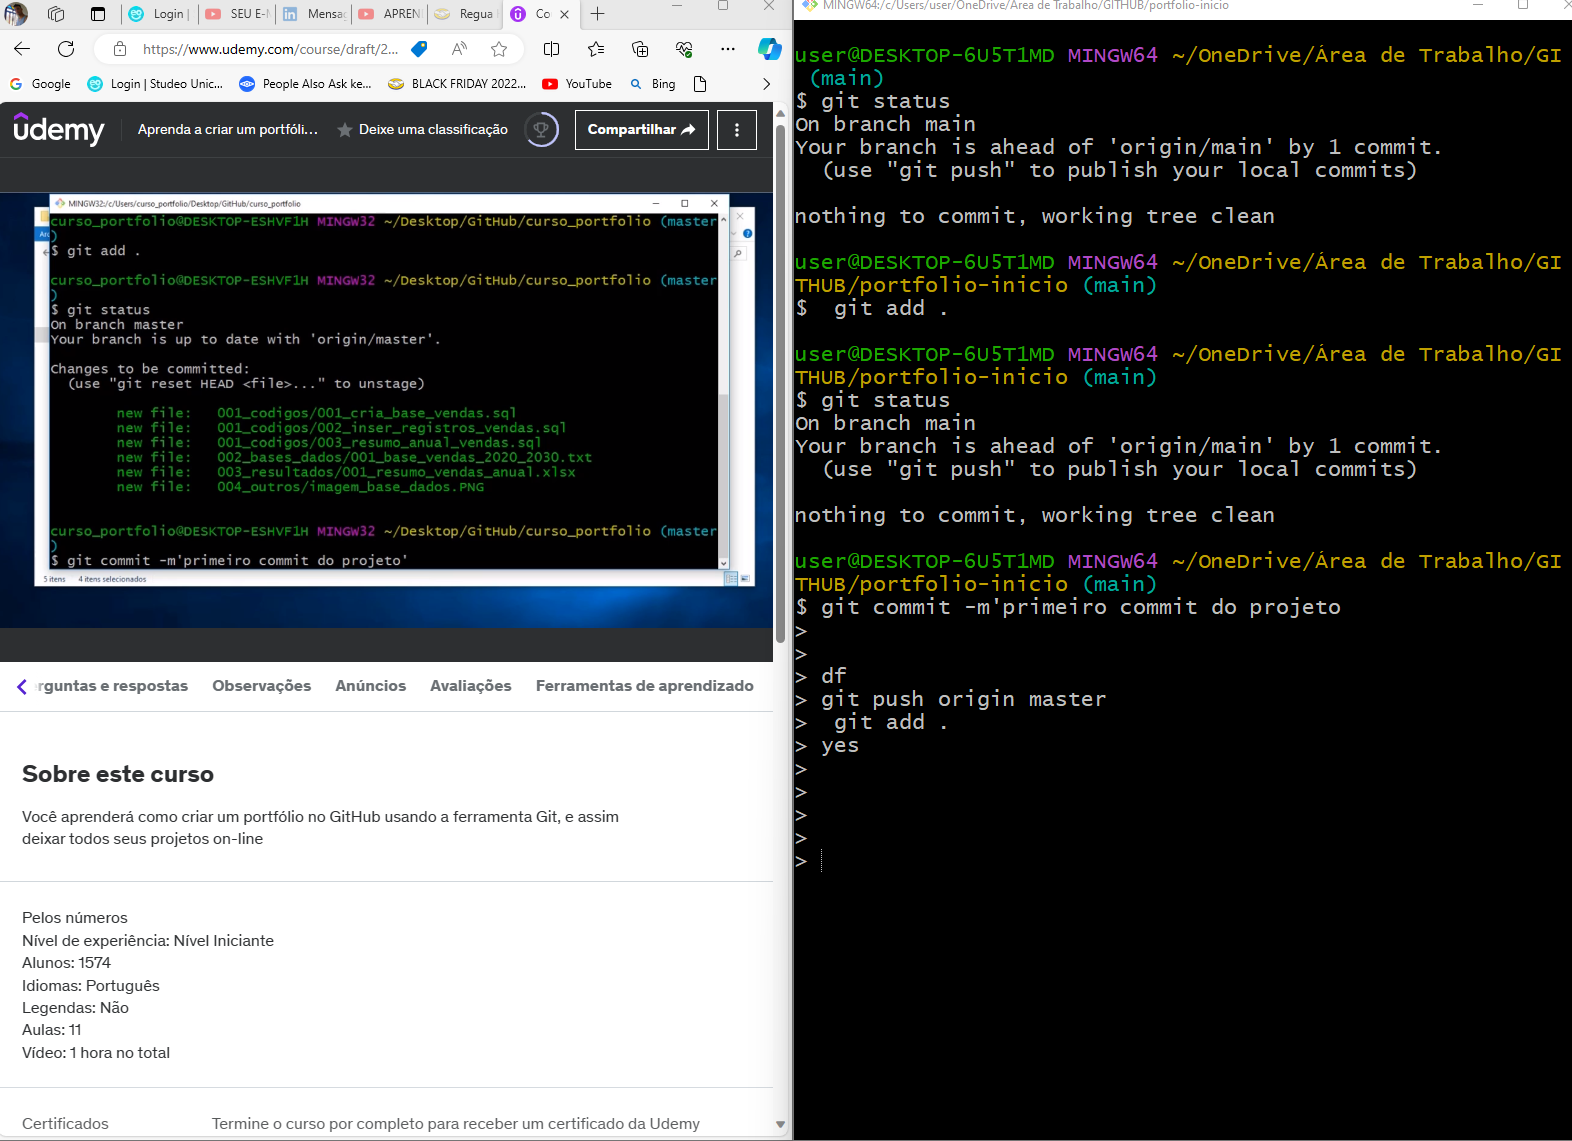 Login |
SEU E-M
Mensag
APREN
Regua
Co
https://www.udemy.com/course/draft/2...
Google
Login | Studeo Unic...
People Also Ask ke...
BLACK FRIDAY 2022...
YouTube
Bing
udemy
Aprenda a criar um portfóli...
Deixe uma classificação
Compartilhar
MINGW32:/c/Users/curso_portfolio/Desktop/GitHub/curso_portfolio
curso_portfolio@DESKTOP-ESHVF1H MINGW32 ~/Desktop/GitHub/curso_portfolio (master
)
$ git add .
curso_portfolio@DESKTOP-ESHVF1H MINGW32 ~/Desktop/GitHub/curso_portfolio (master
)
$ git status
On branch master
Your branch is up to date with 'origin/master'.
Changes to be committed:
(use "git reset HEAD <file>..." to unstage)
new file: 001_codigos/001_cria_base_vendas.sql
new file: 001_codigos/002_inser_registros_vendas.sql
new file: 001_codigos/003_resumo_anual_vendas.sql
new file: 002_bases_dados/001_base_vendas_2020_2030.txt
new file: 003_resultados/001_resumo_vendas_anual.xlsx
new file: 004_outros/imagem_base_dados.PNG
curso_portfolio@DESKTOP-ESHVF1H MINGW32 ~/Desktop/GitHub/curso_portfolio (master
)
$ git commit -m'primeiro commit do projeto'
5 itens 4 itens selecionados
erguntas e respostas
Observações
Anúncios
Avaliações
Ferramentas de aprendizado
Sobre este curso
Você aprenderá como criar um portfólio no GitHub usando a ferramenta Git, e assim
deixar todos seus projetos on-line
Pelos números
Nível de experiência: Nível Iniciante
Alunos: 1574
Idiomas: Português
Legendas: Não
Aulas: 11
Vídeo: 1 hora no total
Certificados
Termine o curso por completo para receber um certificado da Udemy
MINGW64:/c/Users/user/OneDrive/Área de Trabalho/GITHUB/portfolio-inicio
user@DESKTOP-6U5T1MD MINGW64 ~/OneDrive/Área de Trabalho/GI
(main)
$ git status
On branch main
Your branch is ahead of 'origin/main' by 1 commit.
(use "git push" to publish your local commits)
nothing to commit, working tree clean
user@DESKTOP-6U5T1MD MINGW64 ~/OneDrive/Área de Trabalho/GI
THUB/portfolio-inicio (main)
$  git add .
user@DESKTOP-6U5T1MD MINGW64 ~/OneDrive/Área de Trabalho/GI
THUB/portfolio-inicio (main)
$ git status
On branch main
Your branch is ahead of 'origin/main' by 1 commit.
(use "git push" to publish your local commits)
nothing to commit, working tree clean
user@DESKTOP-6U5T1MD MINGW64 ~/OneDrive/Área de Trabalho/GI
THUB/portfolio-inicio (main)
$ git commit -m'primeiro commit do projeto
>
>
> df
> git push origin master
>  git add .
> yes
>
>
>
>
>